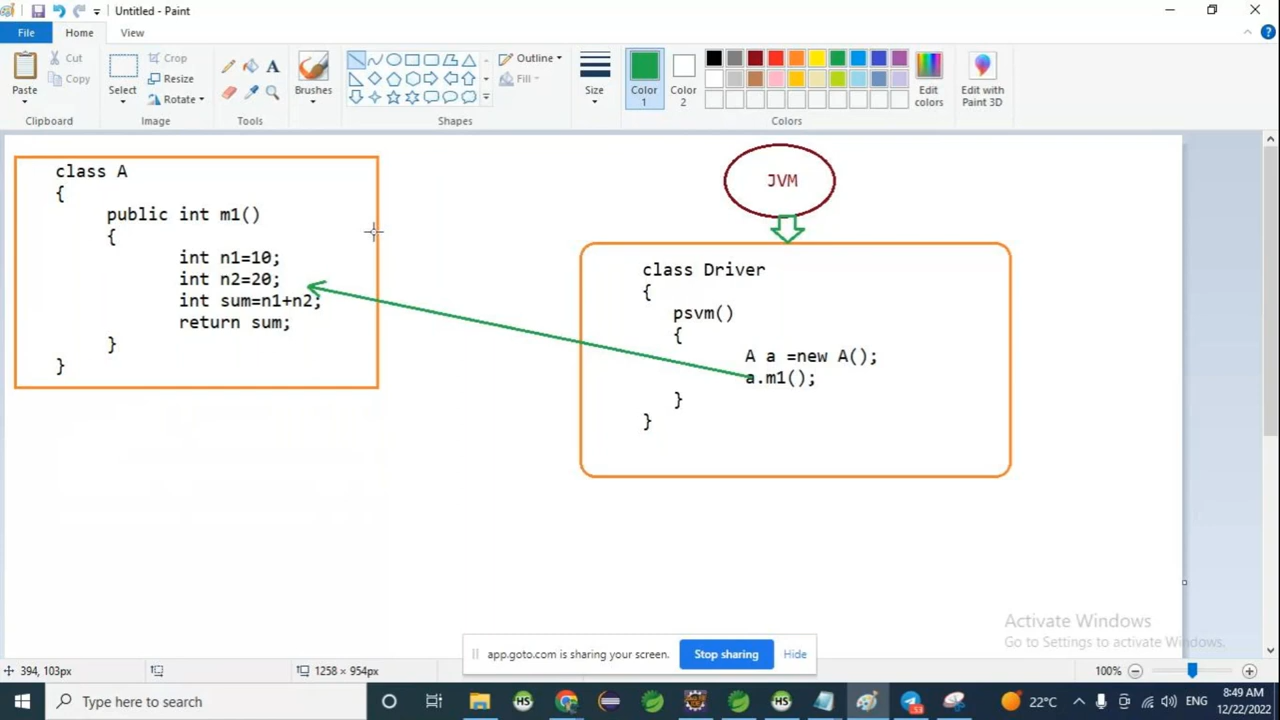 Untitled - Paint
File
Home
View
Paste
Cut
Copy
Clipboard
Select
Crop
Resize
Rotate
Image
A
Tools
Brushes
Outline
Fill
Shapes
Size
Color 1
Color 2
Edit colors
Colors
Edit with Paint 3D
class A
{
public int m1()
{
int n1=10;
int n2=20;
int sum=n1+n2;
return sum;
}
}
JVM
class Driver
{
psvm()
{
A a =new A();
a.m1();
}
}
Activate Windows
Go to Settings to activate Windows.
app.goto.com is sharing your screen.
Stop sharing
Hide
394, 103px
1258 × 954px
100%
Type here to search
HS
HS
22°C
ENG
8:49 AM
12/22/2022